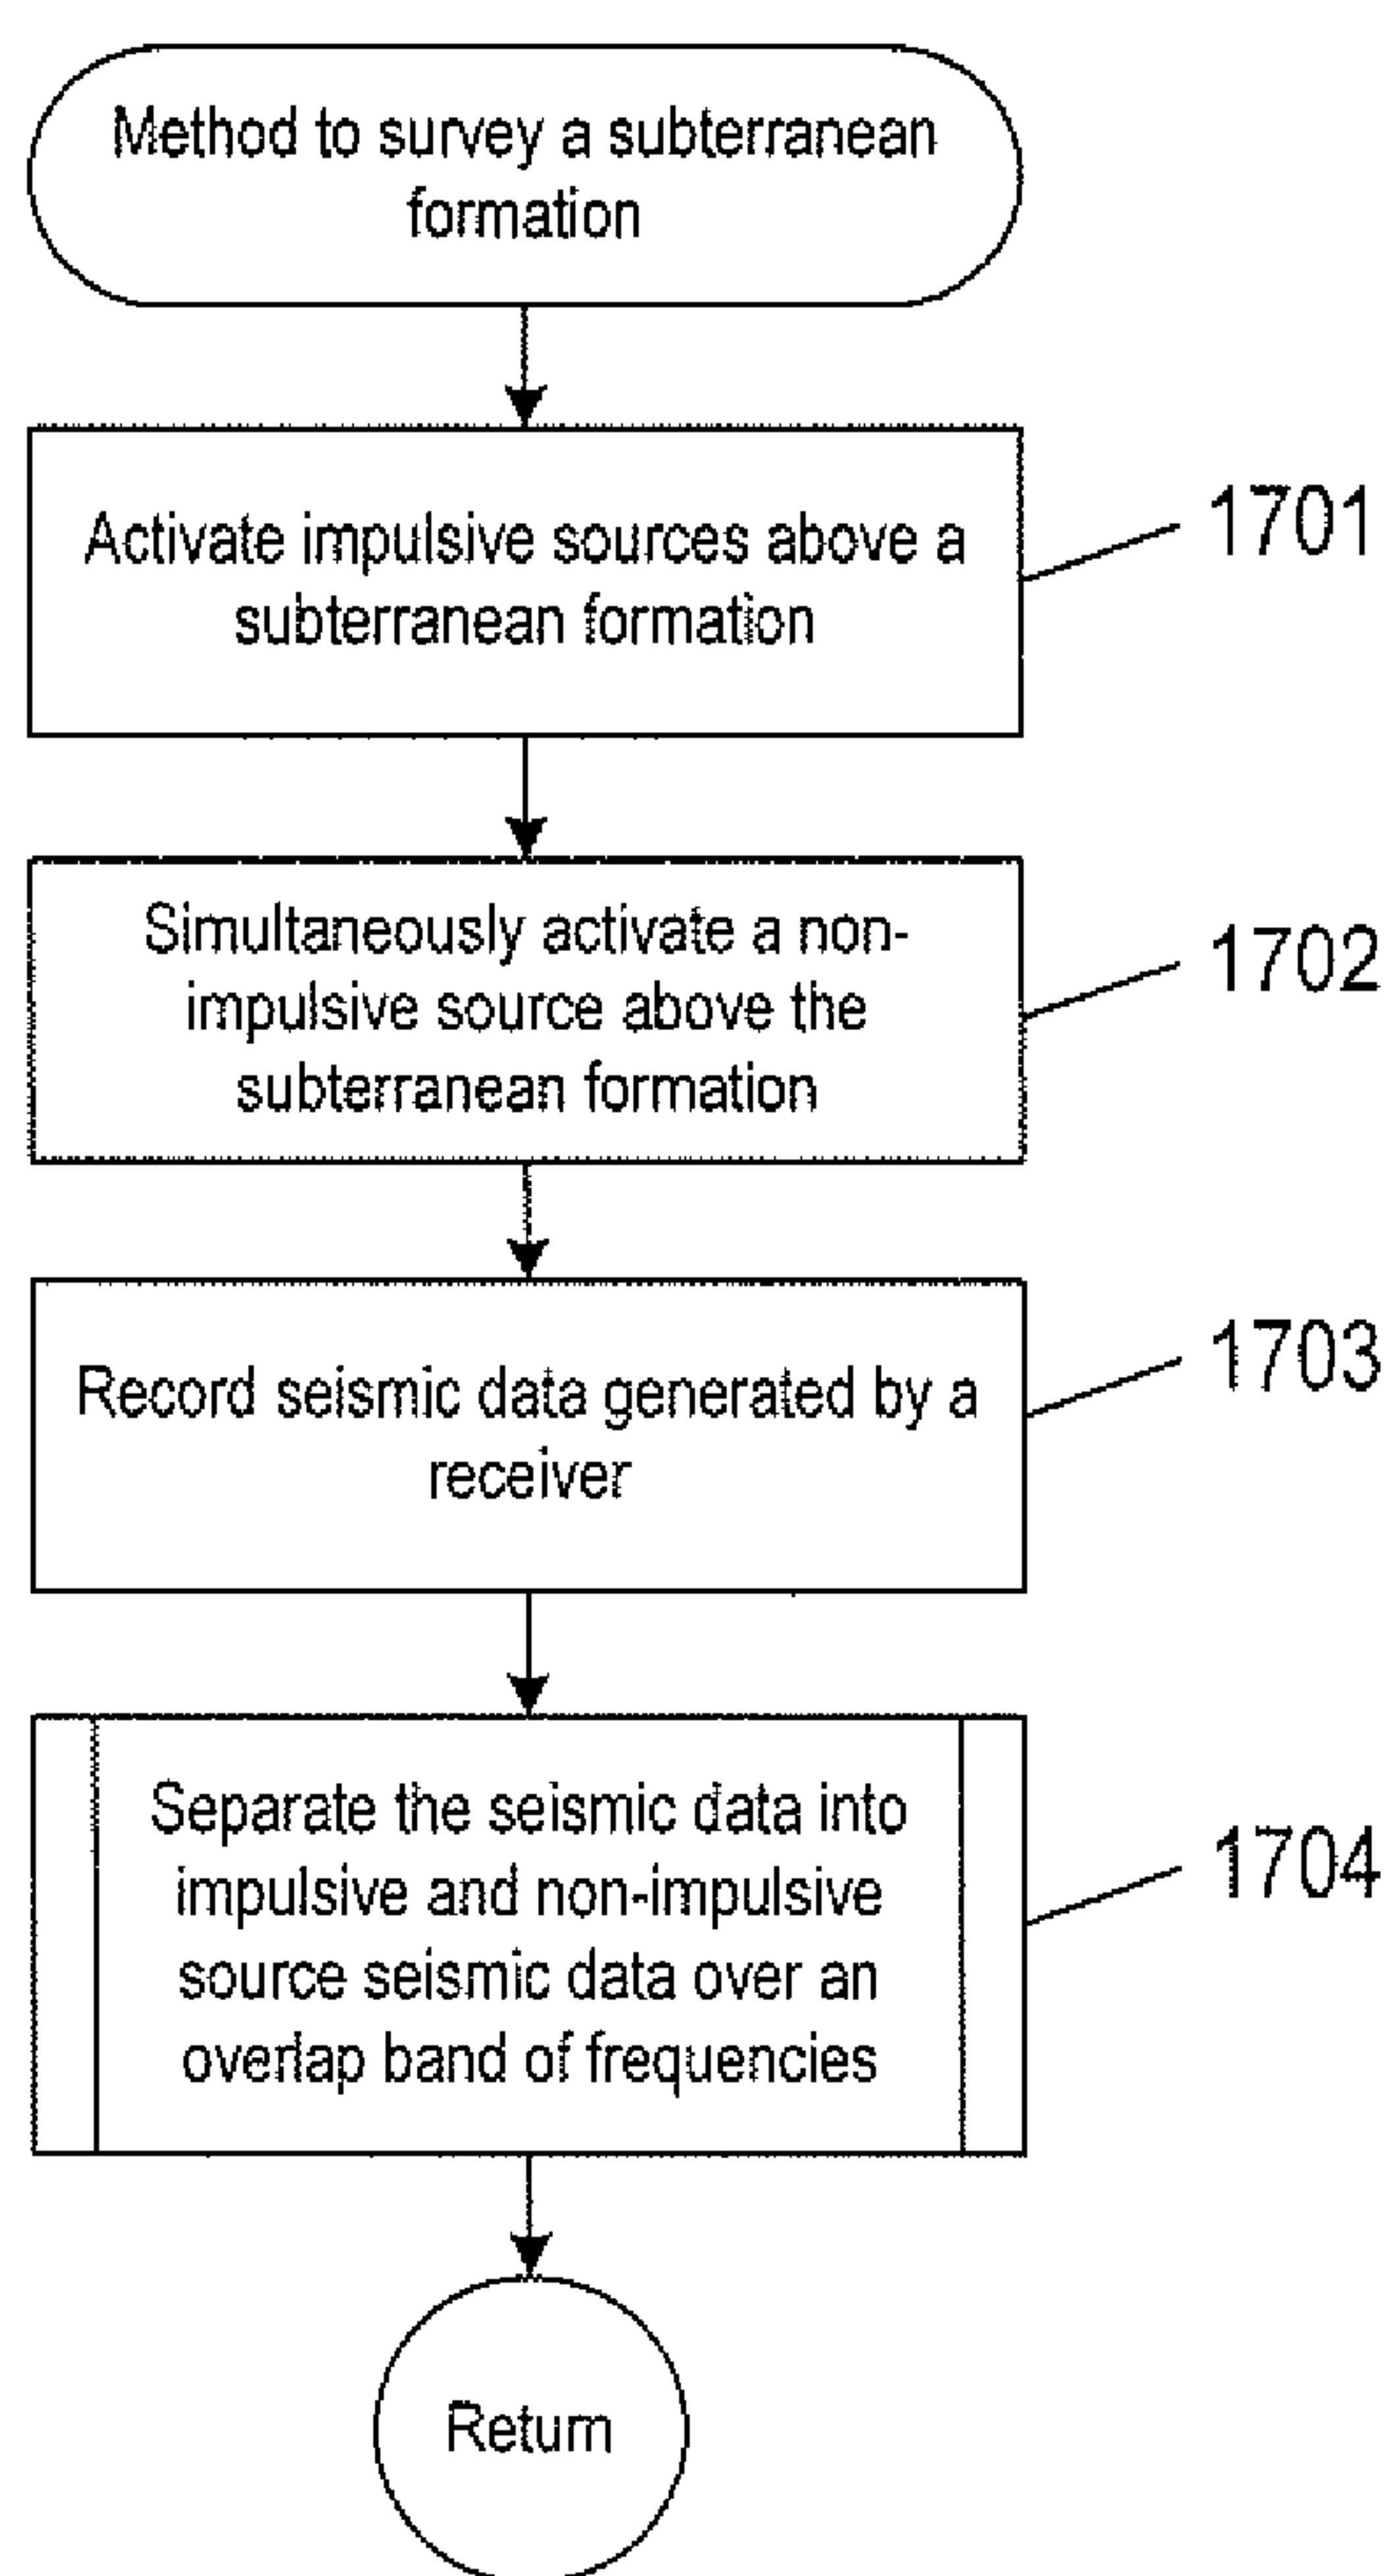 Method to survey a subterranean
formation
Activate impulsive sources above a
subterranean formation
1701
Simultaneously activate a non-
impulsive source above the
subterranean formation
1702
Record seismic data generated by a
receiver
1703
Separate the seismic data into
impulsive and non-impulsive
source seismic data over an
overlap band of frequencies
1704
Return